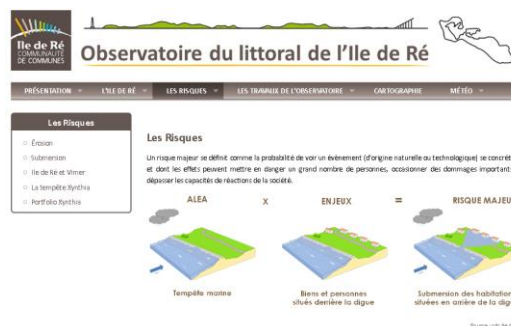 Ile de Ré
COMMUNAUTÉ
DE COMMUNES
Observatoire du littoral de l'Ile de Ré
PRÉSENTATION
L'ILE DE RÉ
LES RISQUES
LES TRAVAUX DE L'OBSERVATOIRE
CARTOGRAPHIE
MÉTÉO
Les Risques
Érosion
Submersion
Ile de Ré et Vimer
La tempête Xynthia
Portfolio Xynthia
Les Risques
Un risque majeur se définit comme la probabilité de voir un évènement (d'origine naturelle ou technologique) se concrét
et dont les effets peuvent mettre en danger un grand nombre de personnes, occasionner des dommages importants
dépasser les capacités de réactions de la société.
ALEA X ENJEUX = RISQUE MAJEU
Tempête marine
Biens et personnes
situés derrière la digue
Submersion des habitation
situées en arrière de la digu